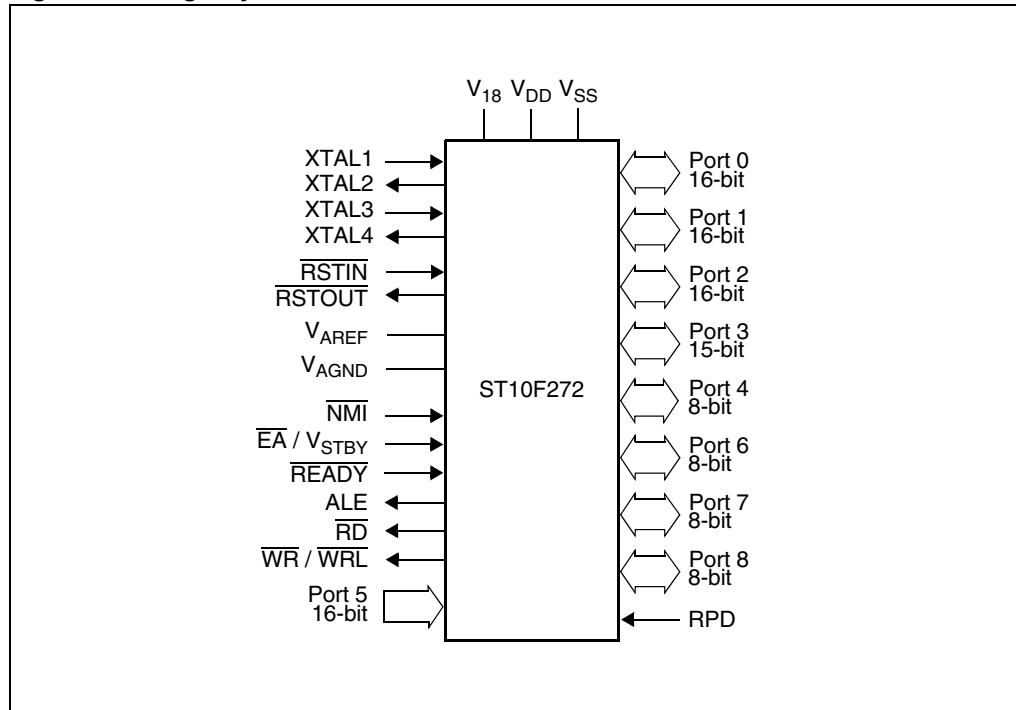 V18 VDD VSS
XTAL1
XTAL2
XTAL3
XTAL4
RSTIN
RSTOUT
VAREF
VAGND
NMI
EA / VSTBY
READY
ALE
RD
WR / WRL
Port 5
16-bit
ST10F272
Port 0
16-bit
Port 1
16-bit
Port 2
16-bit
Port 3
15-bit
Port 4
8-bit
Port 6
8-bit
Port 7
8-bit
Port 8
8-bit
RPD